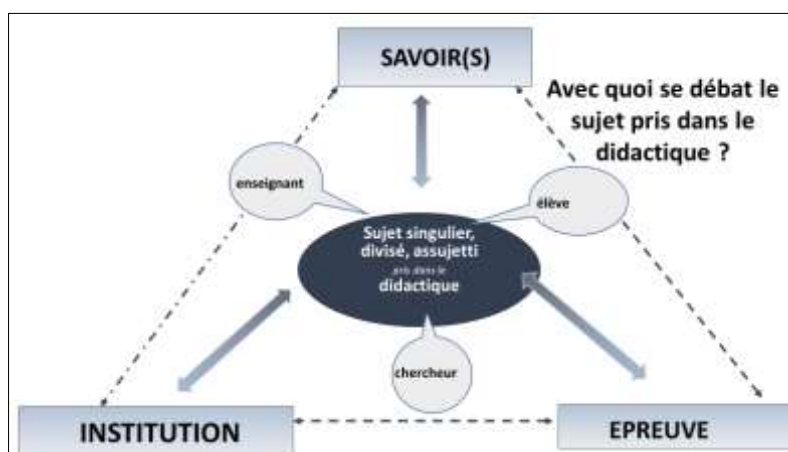 SAVOIR(S)
Avec quoi se débat le
sujet pris dans le
didactique ?
enseignant
élève
Sujet singulier,
divisé, assujetti
pris dans le
didactique
chercheur
INSTITUTION
EPREUVE